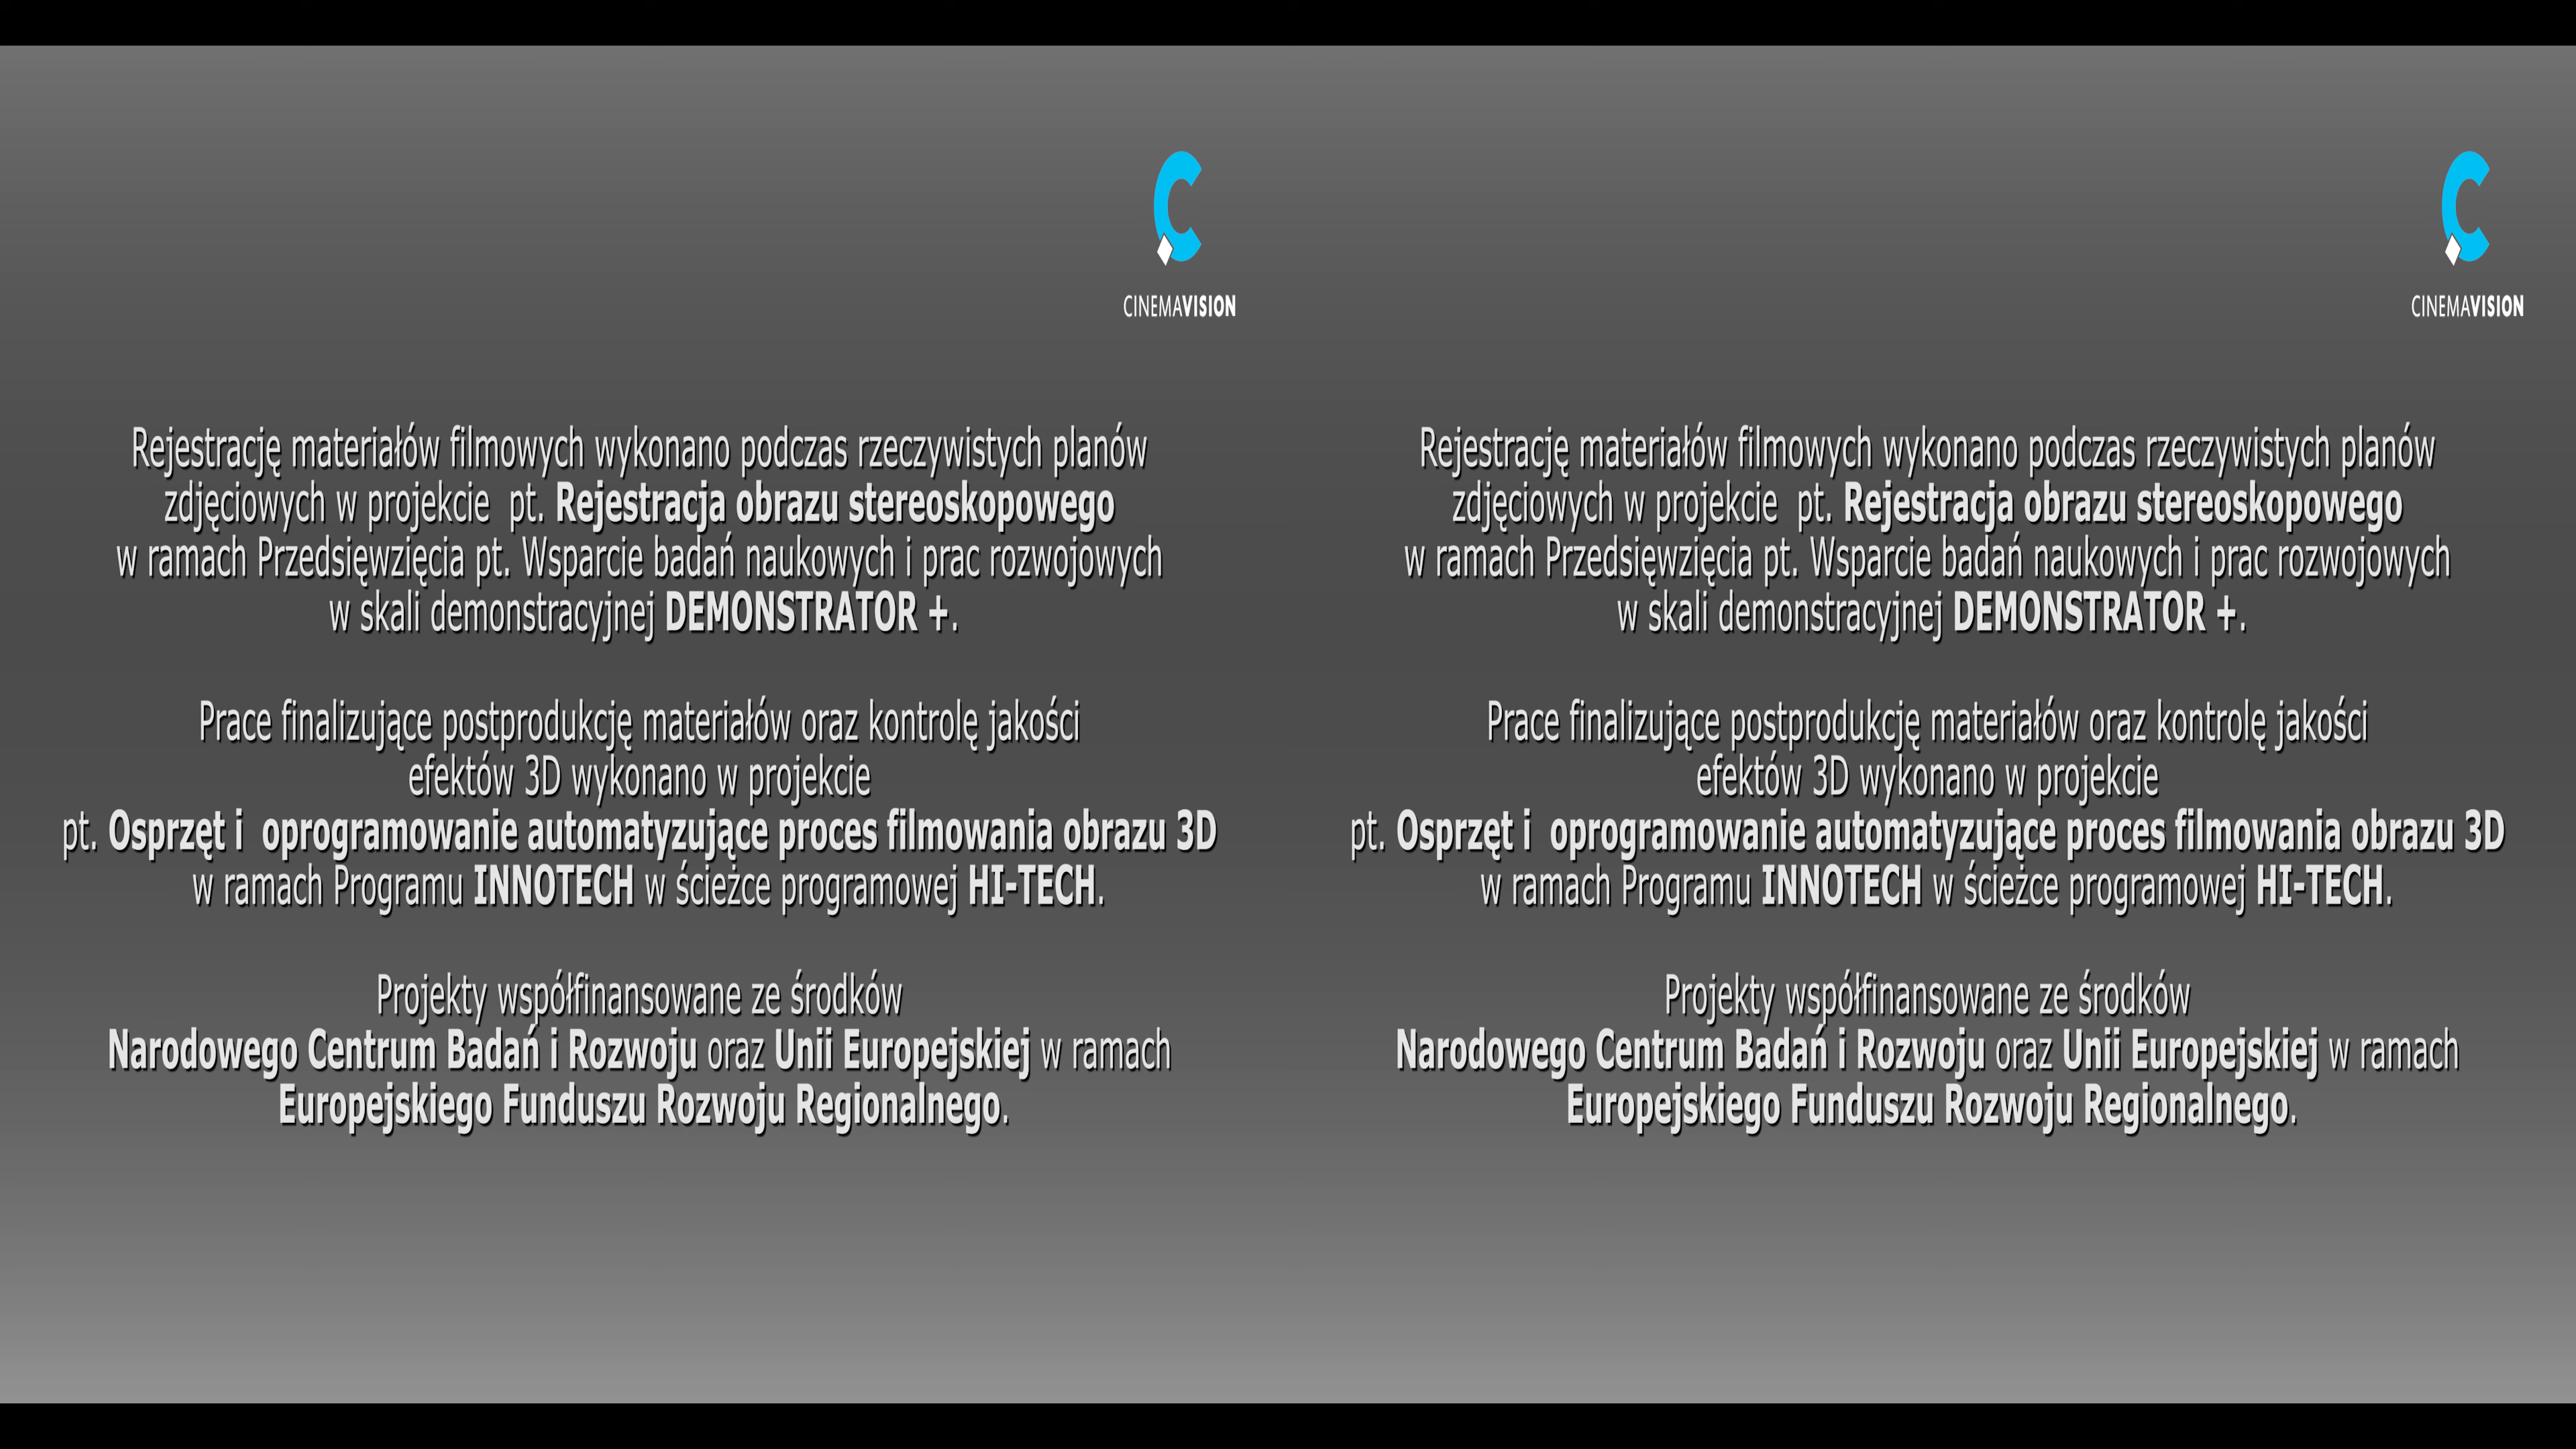 CINEMAVISION
Rejestrację materiałów filmowych wykonano podczas rzeczywistych planów
zdjęciowych w projekcie pt. Rejestracja obrazu stereoskopowego
w ramach Przedsięwzięcia pt. Wsparcie badań naukowych i prac rozwojowych
w skali demonstracyjnej DEMONSTRATOR +.
Prace finalizujące postprodukcję materiałów oraz kontrolę jakości
efektów 3D wykonano w projekcie
pt. Osprzęt i oprogramowanie automatyzujące proces filmowania obrazu 3D
w ramach Programu INNOTECH w ścieżce programowej HI-TECH.
Projekty współfinansowane ze środków
Narodowego Centrum Badań i Rozwoju oraz Unii Europejskiej w ramach
Europejskiego Funduszu Rozwoju Regionalnego.
CINEMAVISION
Rejestrację materiałów filmowych wykonano podczas rzeczywistych planów
zdjęciowych w projekcie pt. Rejestracja obrazu stereoskopowego
w ramach Przedsięwzięcia pt. Wsparcie badań naukowych i prac rozwojowych
w skali demonstracyjnej DEMONSTRATOR +.
Prace finalizujące postprodukcję materiałów oraz kontrolę jakości
efektów 3D wykonano w projekcie
pt. Osprzęt i oprogramowanie automatyzujące proces filmowania obrazu 3D
w ramach Programu INNOTECH w ścieżce programowej HI-TECH.
Projekty współfinansowane ze środków
Narodowego Centrum Badań i Rozwoju oraz Unii Europejskiej w ramach
Europejskiego Funduszu Rozwoju Regionalnego.